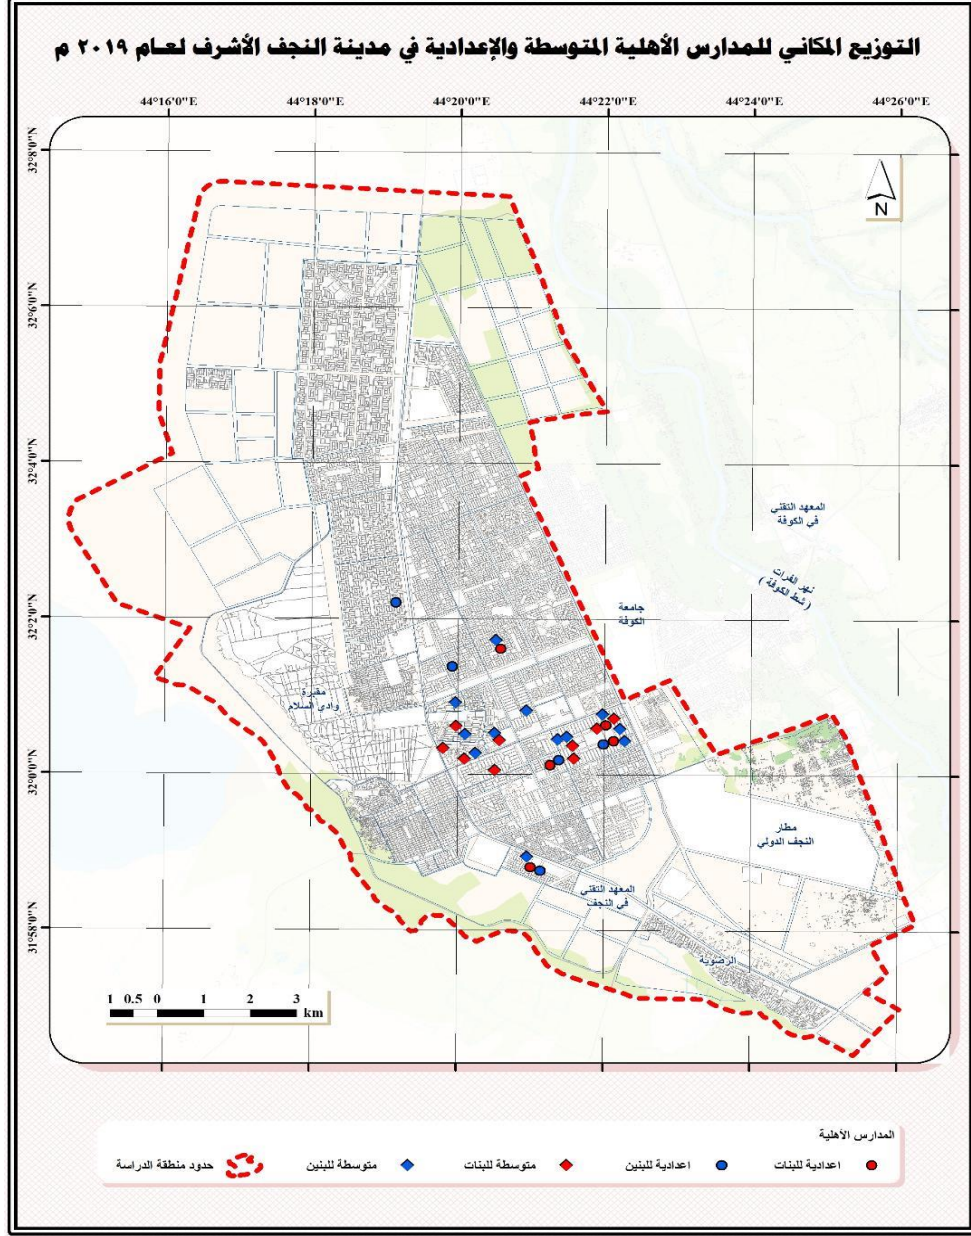 التوزيع المكاني للمدارس الأهلية المتوسطة والإعدادية في مدينة النجف الأشرف لعام ٢٠١٩ م
44°16'0"E 44°18'0"E 44°20'0"E 44°22'0"E 44°24'0"E 44°26'0"E
32°8'0"N
32°6'0"N
32°4'0"N
32°2'0"N
32°0'0"N
31°58'0"N
N
المعهد التقني
في الكوفة
نهر الفرات
( شط الكوفة )
جامعة
الكوفة
مقبرة
وادي السلام
مطار
النجف الدولي
المعهد التقني
في النجف
الرضوية
1 0.5 0 1 2 3
km
المدارس الأهلية
اعدادية للبنات
اعدادية للبنين
متوسطة للبنات
متوسطة للبنين
حدود منطقة الدراسة